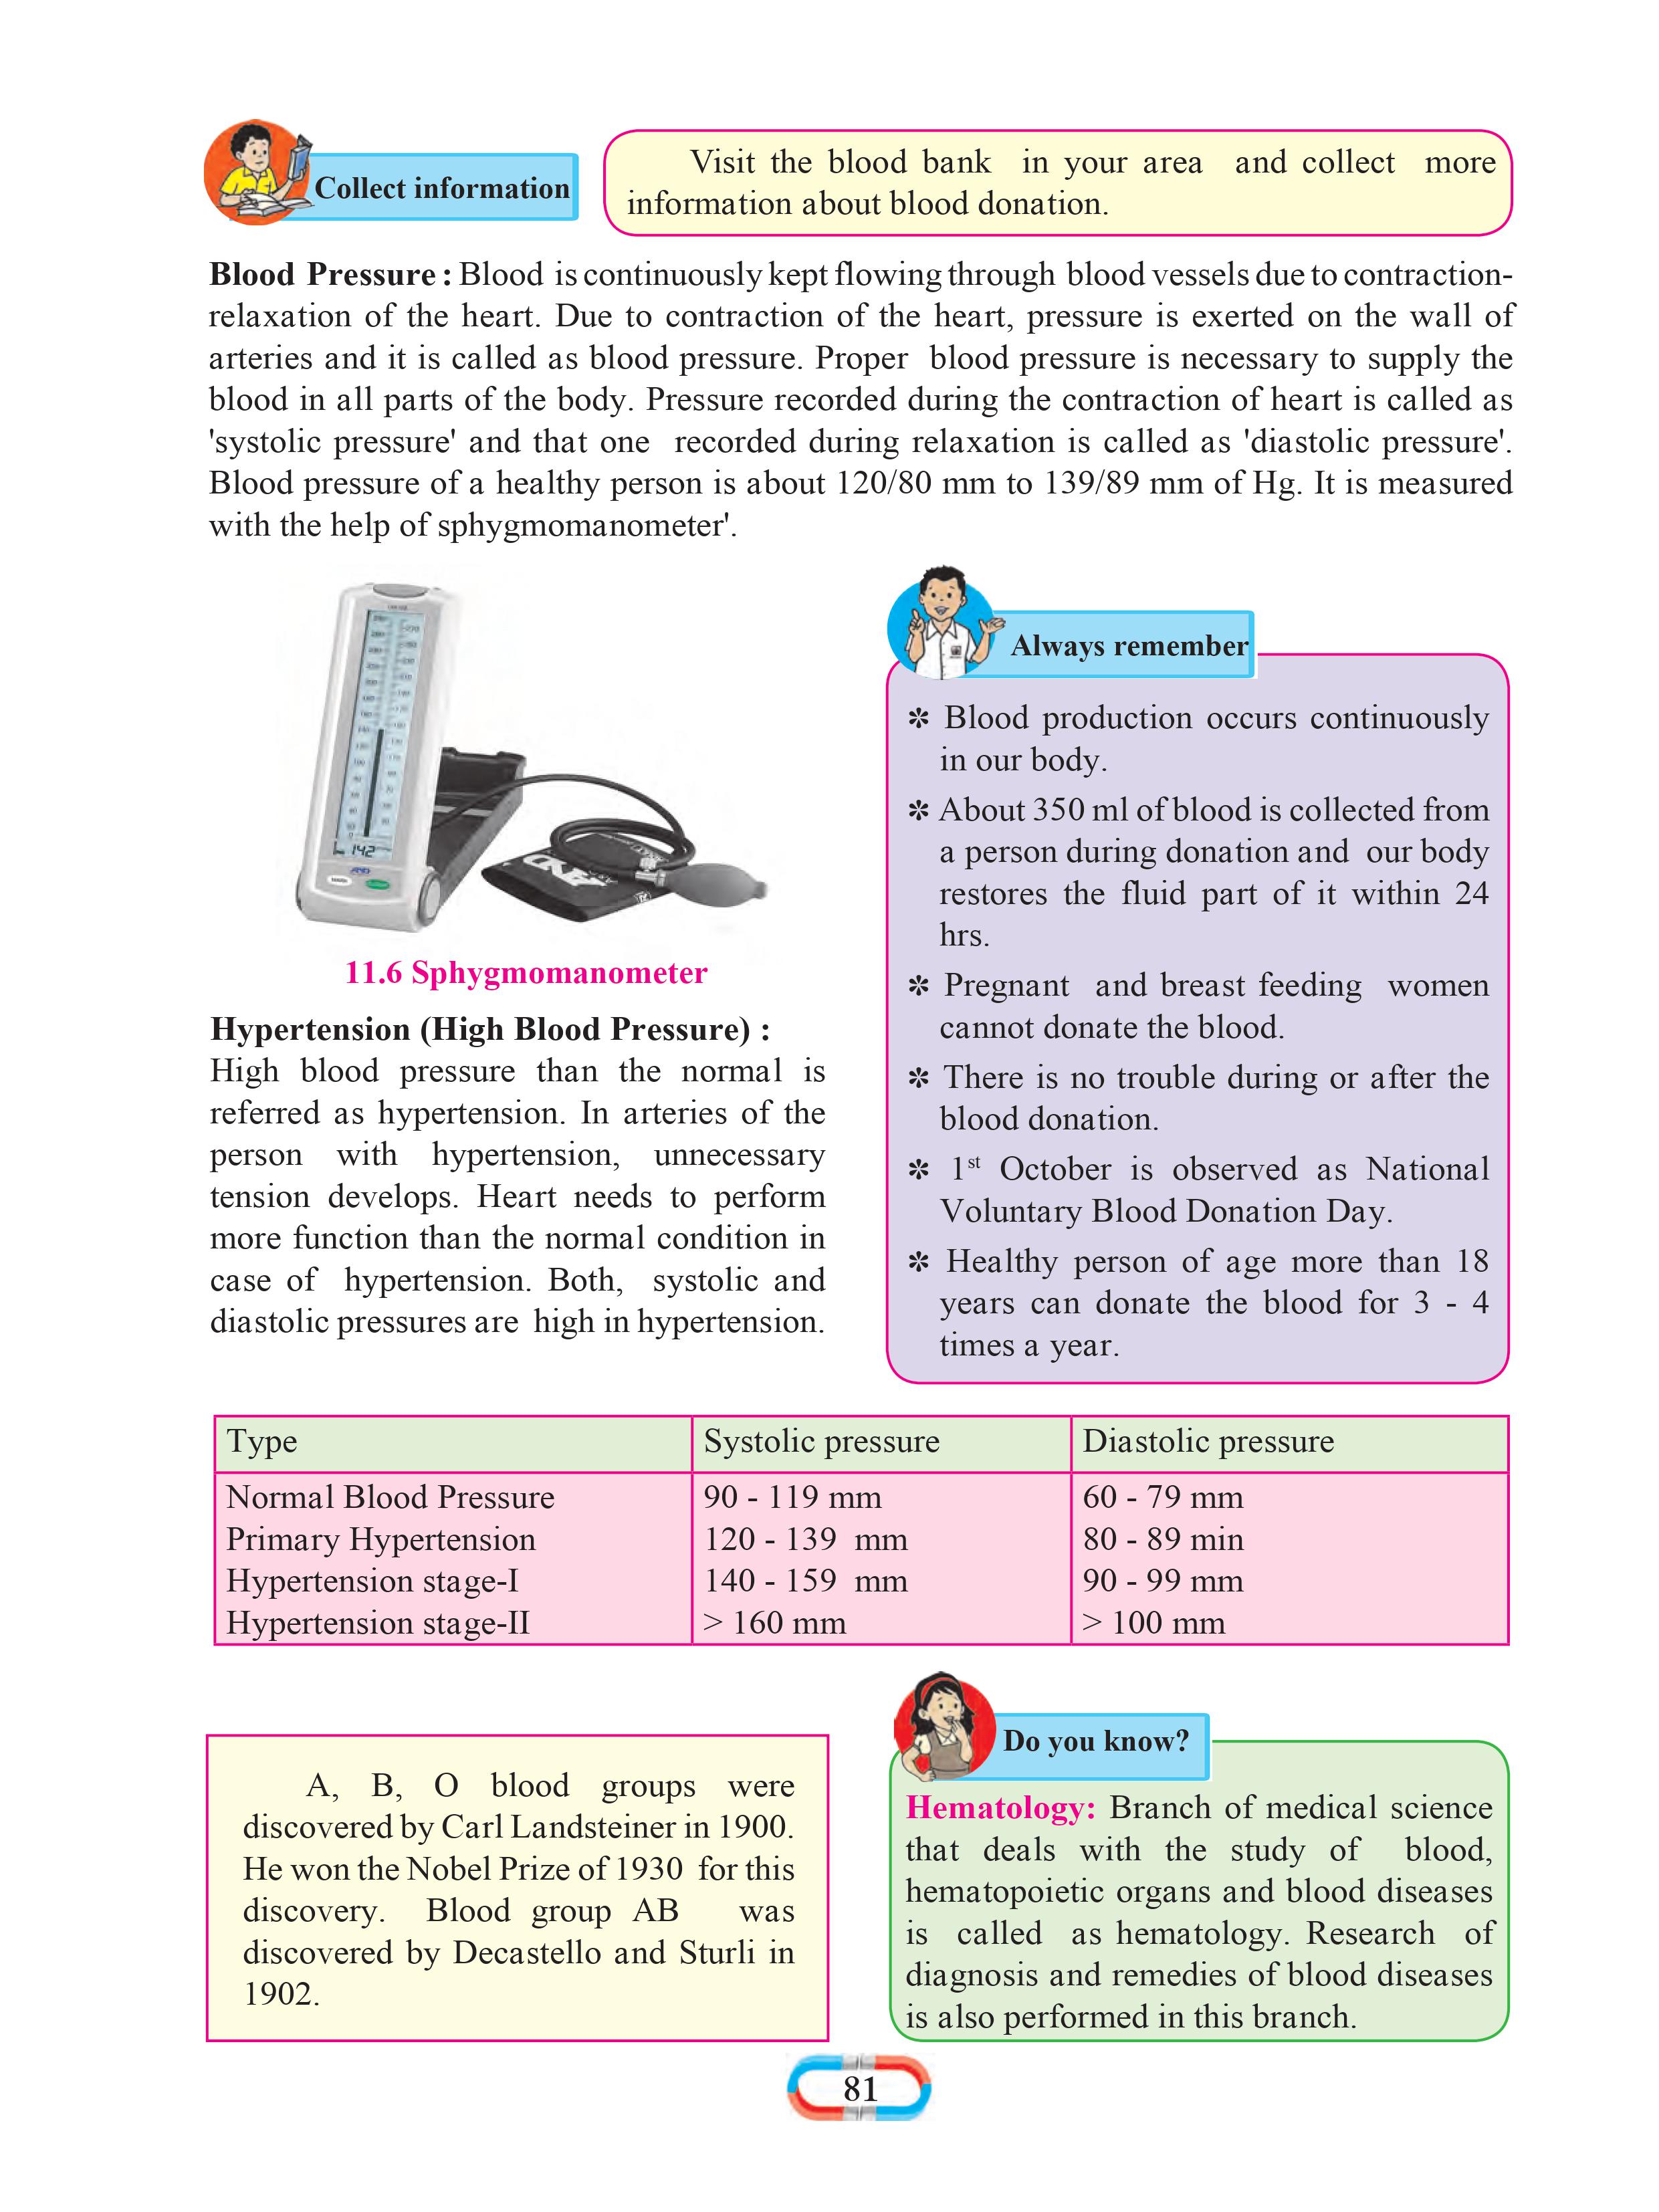 Collect information
Visit the blood bank in your area and collect more
information about blood donation.
Blood Pressure : Blood is continuously kept flowing through blood vessels due to contraction-
relaxation of the heart. Due to contraction of the heart, pressure is exerted on the wall of
arteries and it is called as blood pressure. Proper blood pressure is necessary to supply the
blood in all parts of the body. Pressure recorded during the contraction of heart is called as
'systolic pressure' and that one recorded during relaxation is called as 'diastolic pressure'.
Blood pressure of a healthy person is about 120/80 mm to 139/89 mm of Hg. It is measured
with the help of sphygmomanometer'.
142
AND
11.6 Sphygmomanometer
Hypertension (High Blood Pressure) :
High blood pressure than the normal is
referred as hypertension. In arteries of the
person with hypertension, unnecessary
tension develops. Heart needs to perform
more function than the normal condition in
case of hypertension. Both, systolic and
diastolic pressures are high in hypertension.
Always remember
✻ Blood production occurs continuously
in our body.
✻ About 350 ml of blood is collected from
a person during donation and our body
restores the fluid part of it within 24
hrs.
✻ Pregnant and breast feeding women
cannot donate the blood.
✻ There is no trouble during or after the
blood donation.
✻ 1st October is observed as National
Voluntary Blood Donation Day.
✻ Healthy person of age more than 18
years can donate the blood for 3 - 4
times a year.
Type Systolic pressure Diastolic pressure
Normal Blood Pressure 90 - 119 mm 60 - 79 mm
Primary Hypertension 120 - 139 mm 80 - 89 min
Hypertension stage-I 140 - 159 mm 90 - 99 mm
Hypertension stage-II > 160 mm > 100 mm
A, B, O blood groups were
discovered by Carl Landsteiner in 1900.
He won the Nobel Prize of 1930 for this
discovery. Blood group AB was
discovered by Decastello and Sturli in
1902.
Do you know?
Hematology: Branch of medical science
that deals with the study of blood,
hematopoietic organs and blood diseases
is called as hematology. Research of
diagnosis and remedies of blood diseases
is also performed in this branch.
81